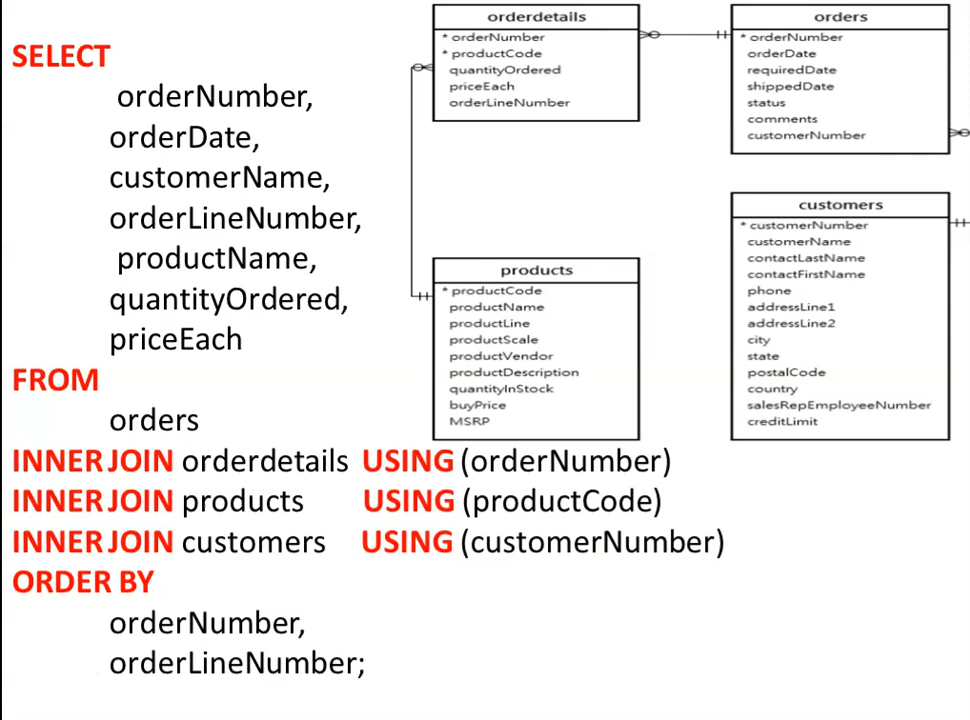 SELECT
orderNumber,
orderDate,
customerName,
orderLineNumber,
productName,
quantityOrdered,
priceEach
FROM
orders
INNER JOIN orderdetails USING (orderNumber)
INNER JOIN products USING (productCode)
INNER JOIN customers USING (customerNumber)
ORDER BY
orderNumber,
orderLineNumber;
orderdetails
* orderNumber
* productCode
quantityOrdered
priceEach
orderLineNumber
orders
* orderNumber
orderDate
requiredDate
shippedDate
status
comments
customerNumber
products
* productCode
productName
productLine
productScale
productVendor
productDescription
quantityInStock
buyPrice
MSRP
customers
* customerNumber
customerName
contactLastName
contactFirstName
phone
addressLine1
addressLine2
city
state
postalCode
country
salesRepEmployeeNumber
creditLimit